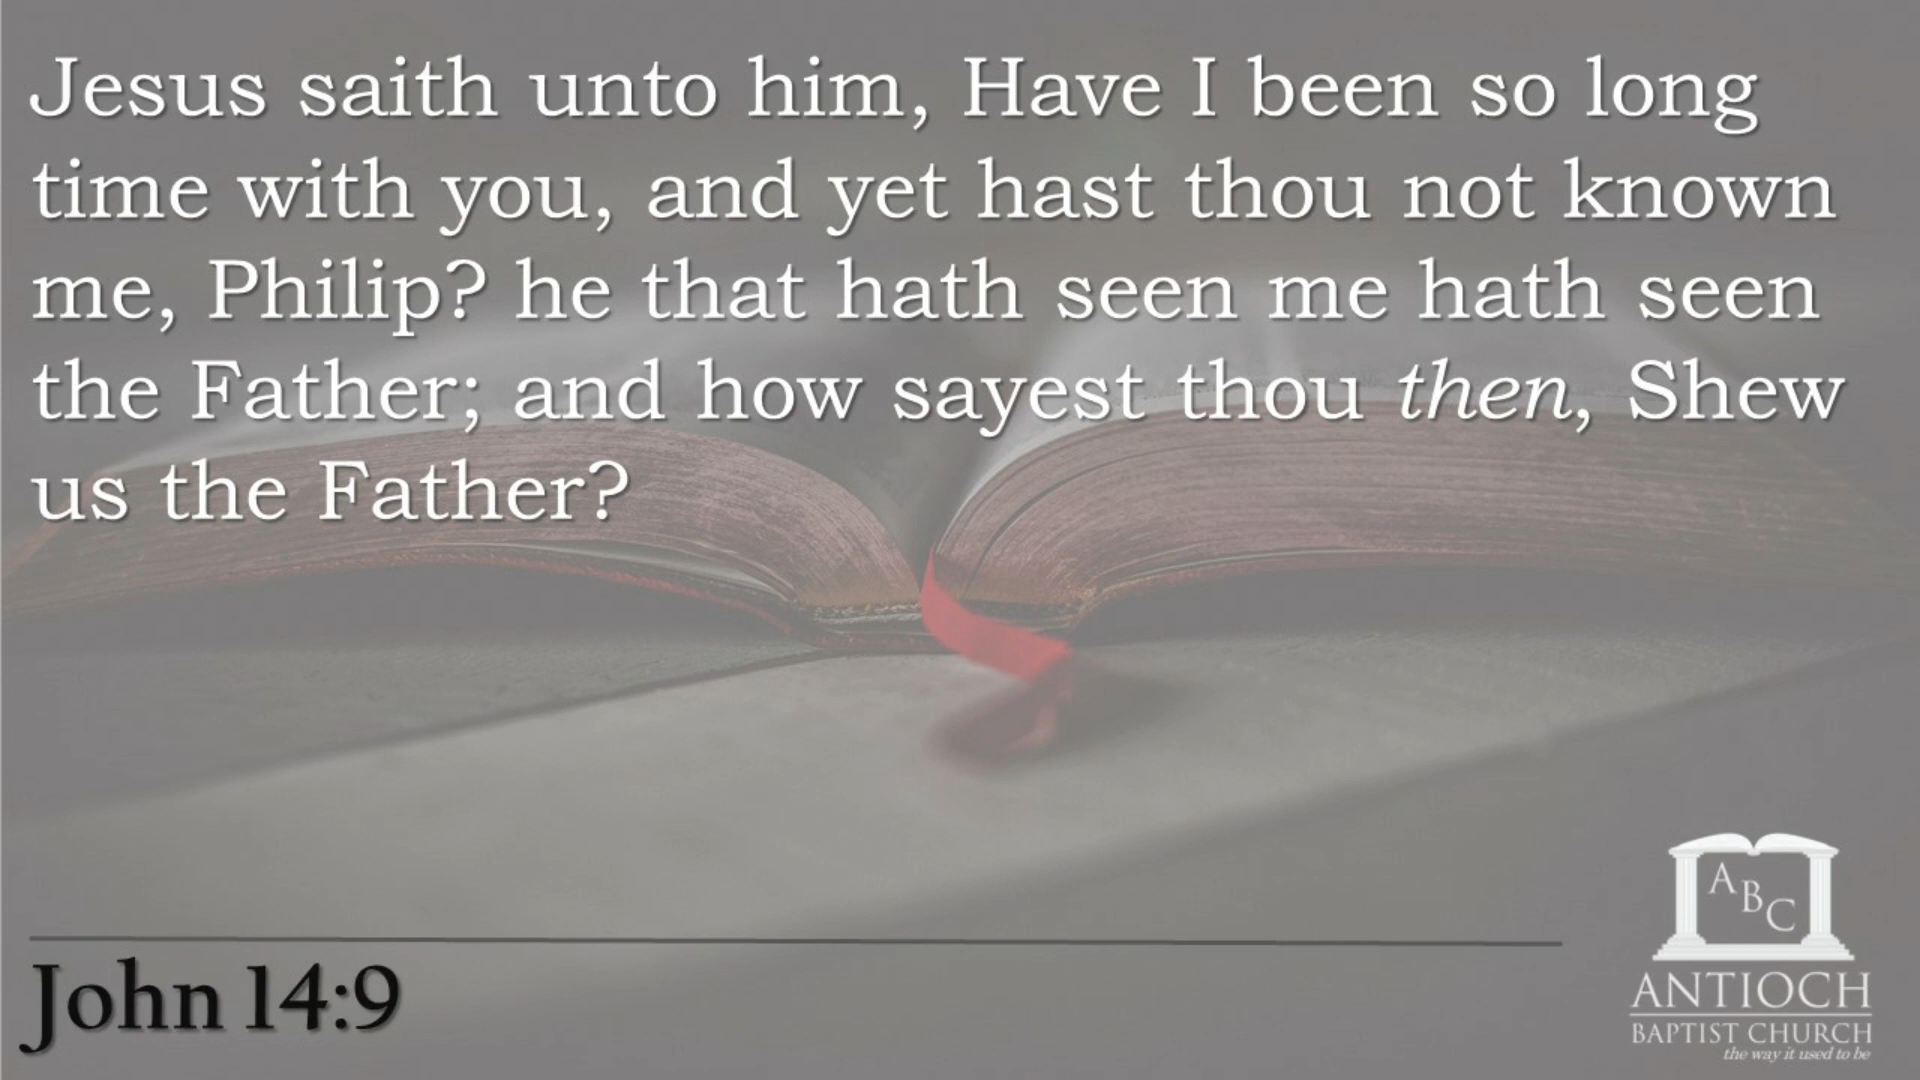 Jesus saith unto him, Have I been so long
time with you, and yet hast thou not known
me, Philip? he that hath seen me hath seen
the Father; and how sayest thou then, Shew
us the Father?
John 14:9
ABC
ANTIOCH
BAPTIST CHURCH
the way it used to be